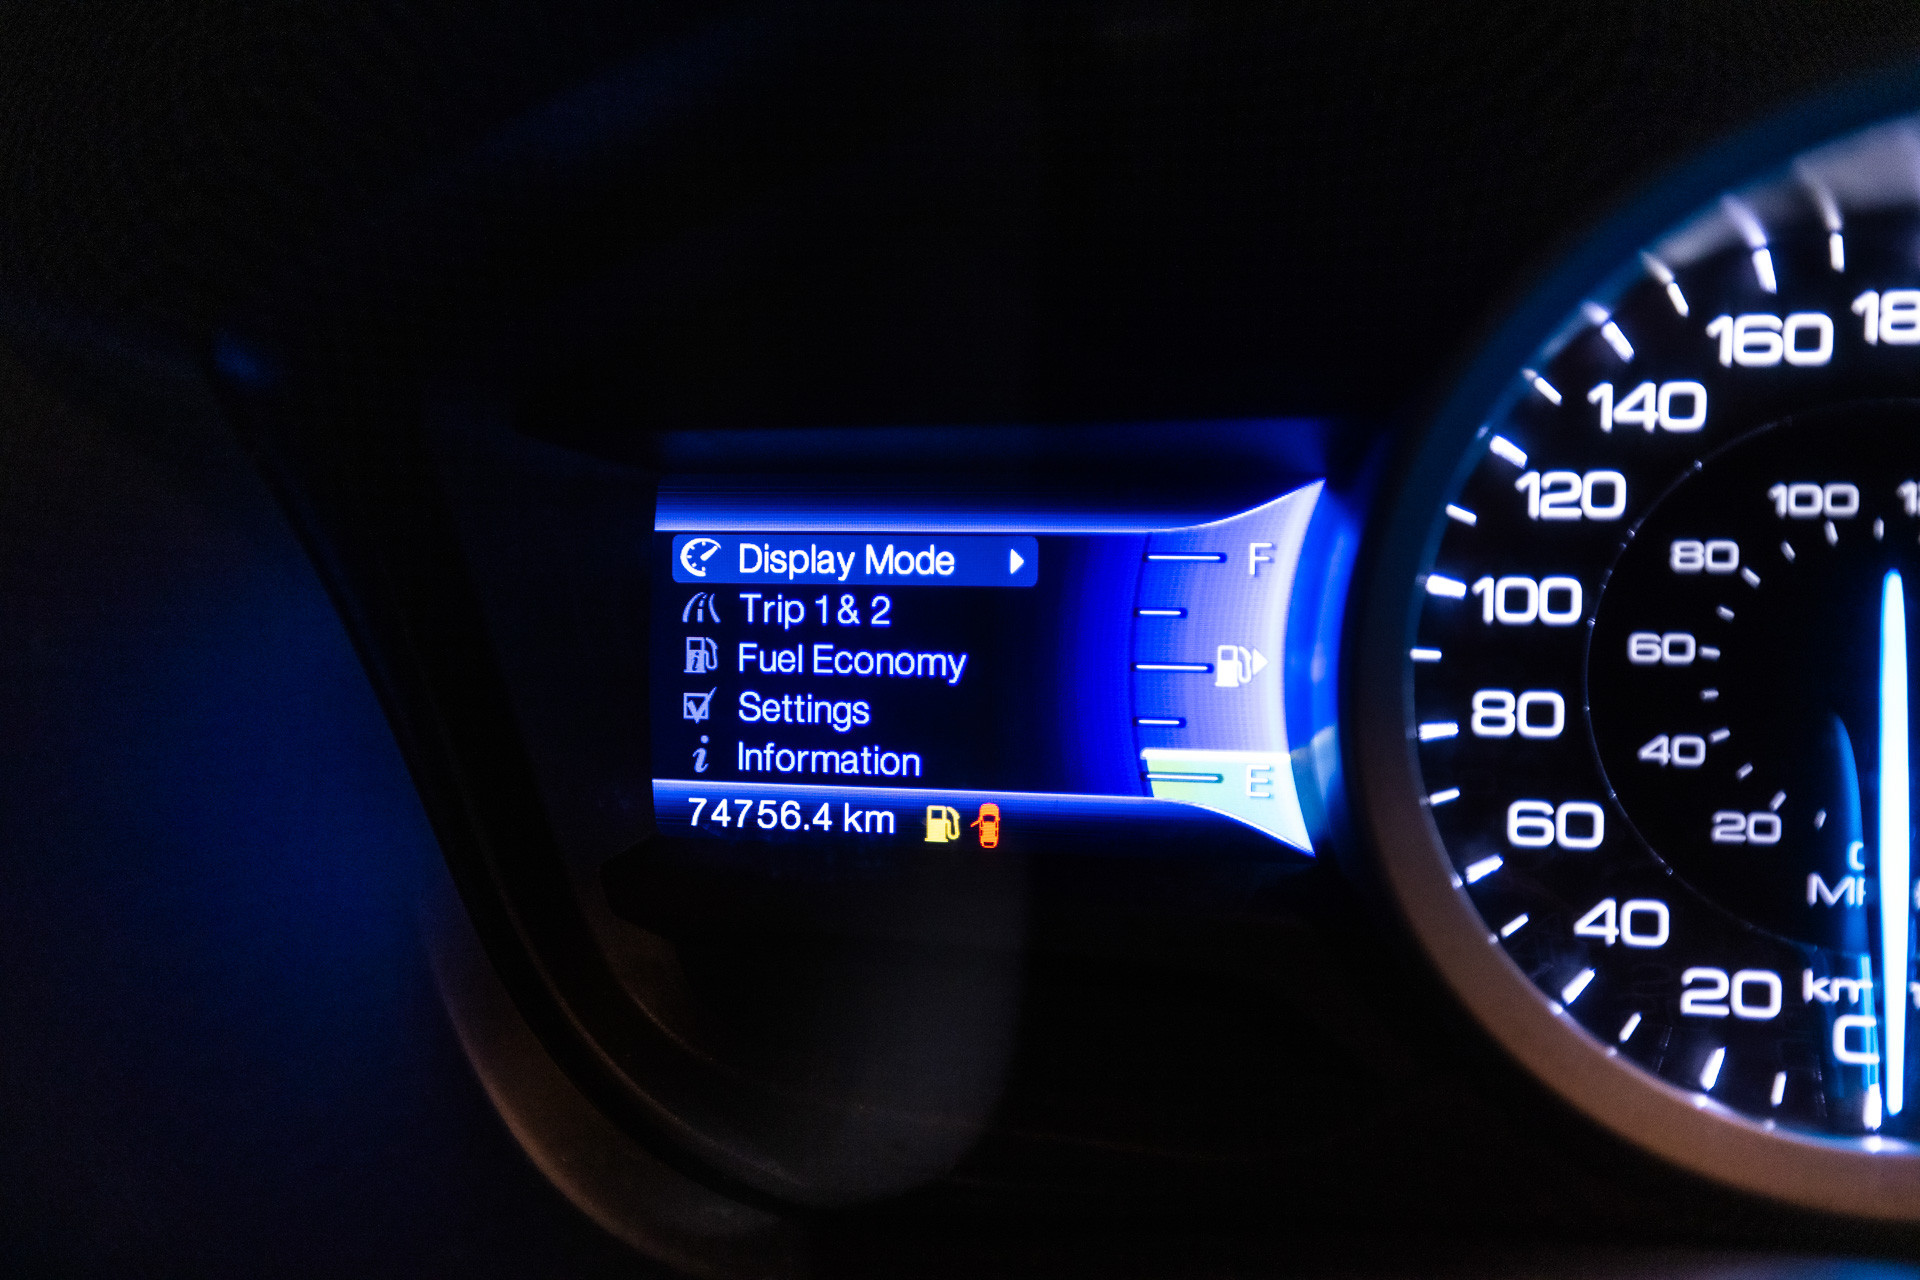 Display Mode
Trip 1 & 2
Fuel Economy
Settings
Information
74756.4 km
F
E
160
140
120
100
80
60
40
20
100
80
60
40
20